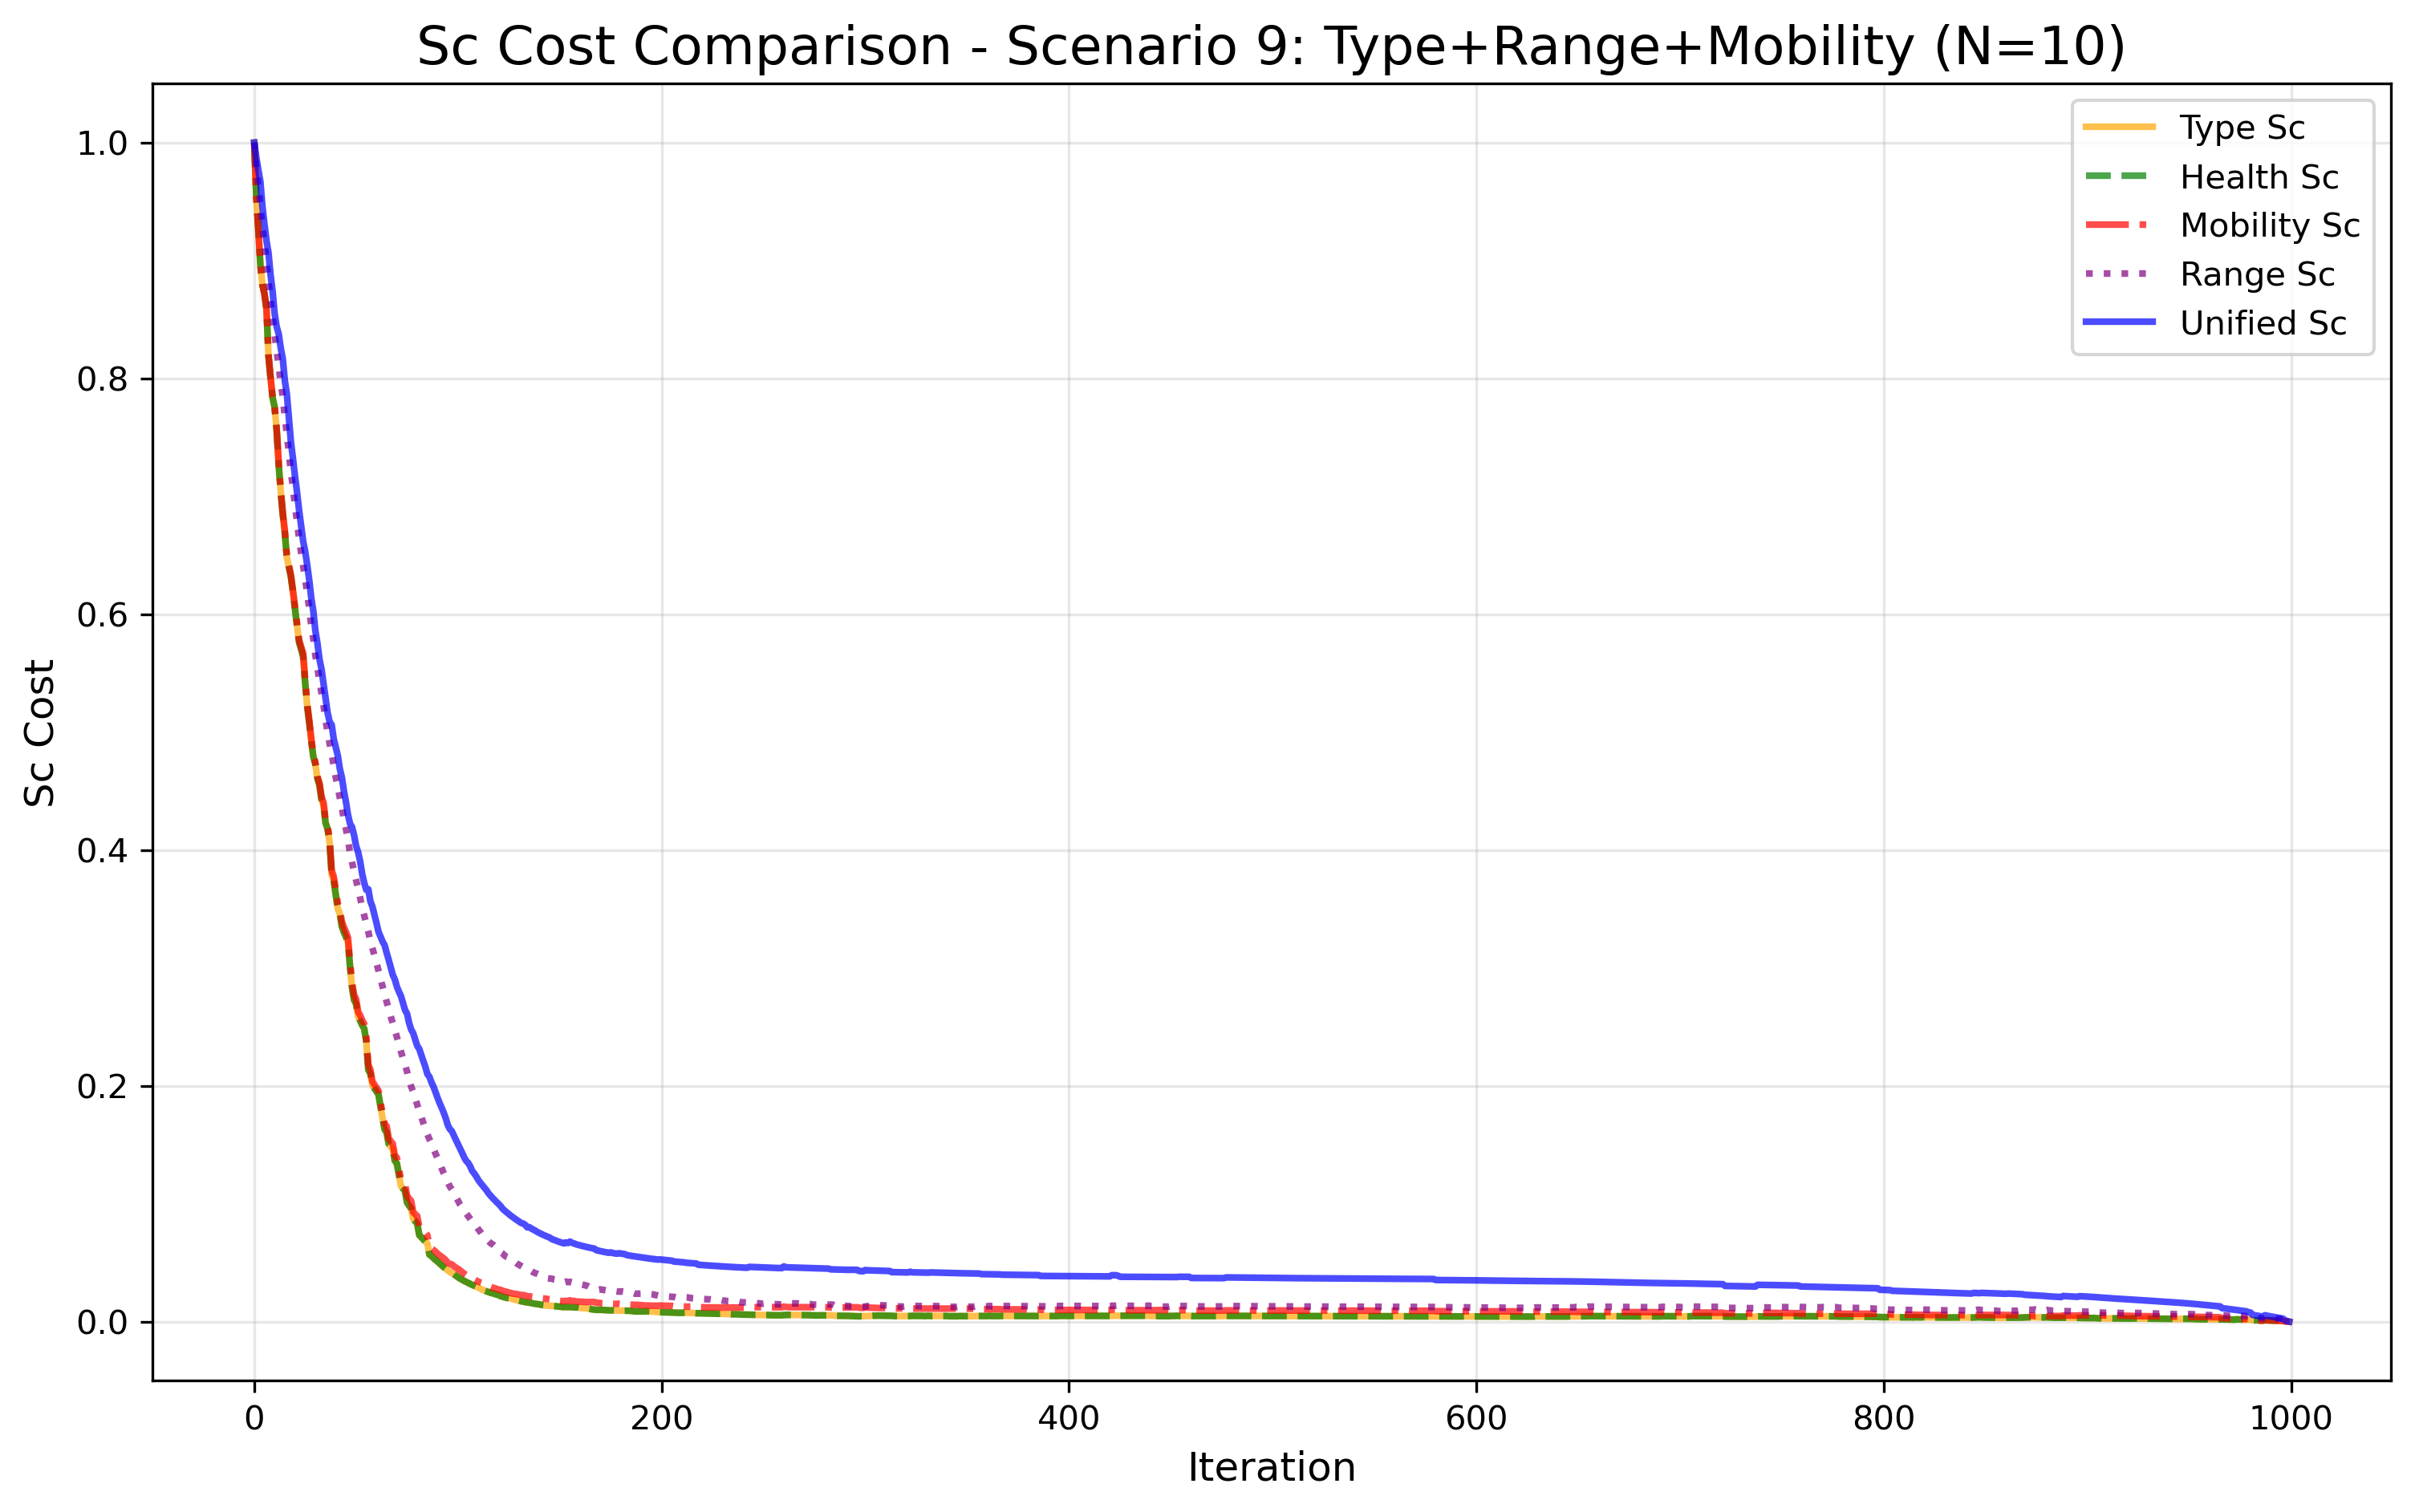 Sc Cost Comparison - Scenario 9: Type+Range+Mobility (N=10)
Type Sc
Health Sc
Mobility Sc
Range Sc
Unified Sc
Sc Cost
1.0
0.8
0.6
0.4
0.2
0.0
0
200
400
600
800
1000
Iteration